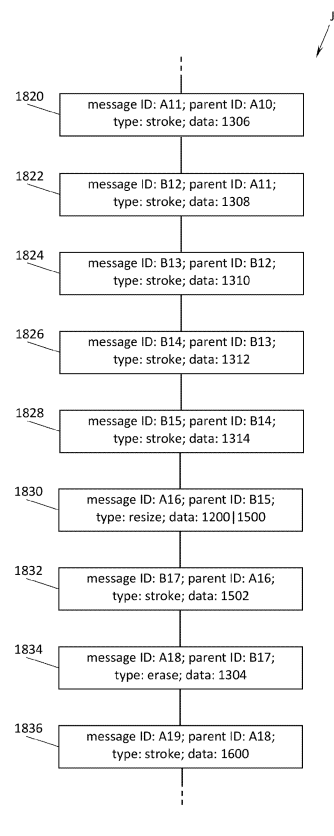 J
1820
message ID: A11; parent ID: A10;
type: stroke; data: 1306
1822
message ID: B12; parent ID: A11;
type: stroke; data: 1308
1824
message ID: B13; parent ID: B12;
type: stroke; data: 1310
1826
message ID: B14; parent ID: B13;
type: stroke; data: 1312
1828
message ID: B15; parent ID: B14;
type: stroke; data: 1314
1830
message ID: A16; parent ID: B15;
type: resize; data: 1200|1500
1832
message ID: B17; parent ID: A16;
type: stroke; data: 1502
1834
message ID: A18; parent ID: B17;
type: erase; data: 1304
1836
message ID: A19; parent ID: A18;
type: stroke; data: 1600